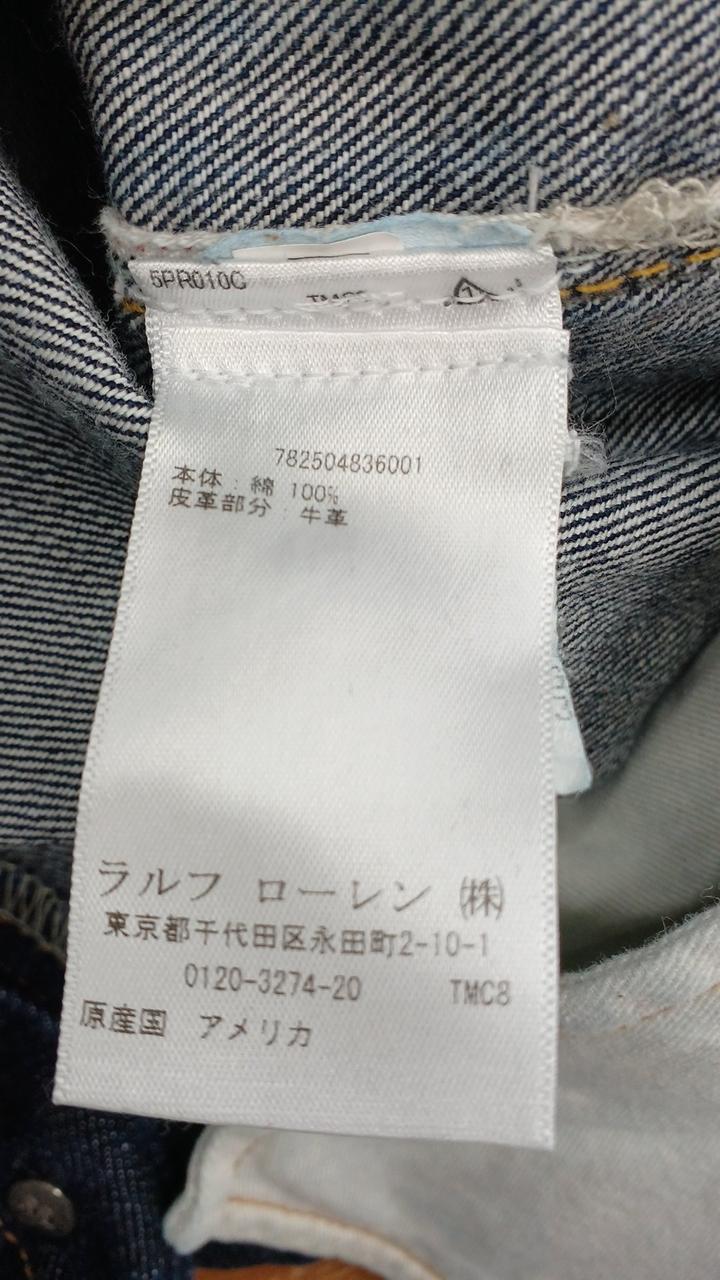 5PR010C
782504836001
本体：綿 100%
皮革部分：牛革
ラルフ ローレン ㈱
東京都千代田区永田町2-10-1
0120-3274-20 TMC8
原産国 アメリカ